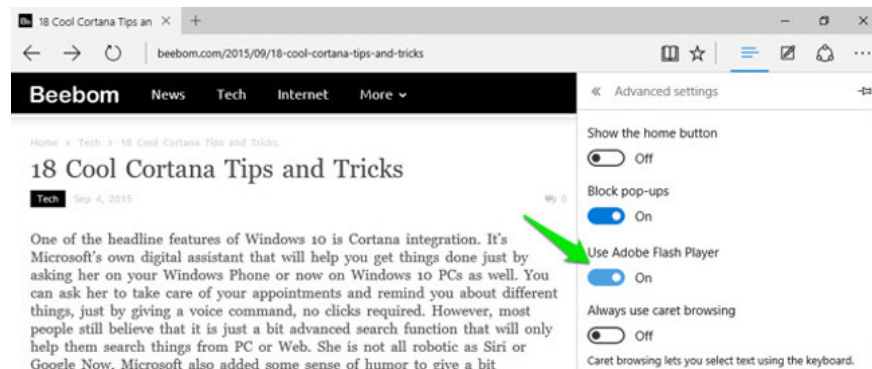 18 Cool Cortana Tips an
beebom.com/2015/09/18-cool-cortana-tips-and-tricks
Beebom News Tech Internet More
Home > Tech > 18 Cool Cortana Tips and Tricks
18 Cool Cortana Tips and Tricks
Tech Sep 4, 2015 0
One of the headline features of Windows 10 is Cortana integration. It's
Microsoft's own digital assistant that will help you get things done just by
asking her on your Windows Phone or now on Windows 10 PCs as well. You
can ask her to take care of your appointments and remind you about different
things, just by giving a voice command, no clicks required. However, most
people still believe that it is just a bit advanced search function that will only
help them search things from PC or Web. She is not all robotic as Siri or
Google Now, Microsoft also added some sense of humor to give a bit
Advanced settings
Show the home button
Off
Block pop-ups
On
Use Adobe Flash Player
On
Always use caret browsing
Off
Caret browsing lets you select text using the keyboard.